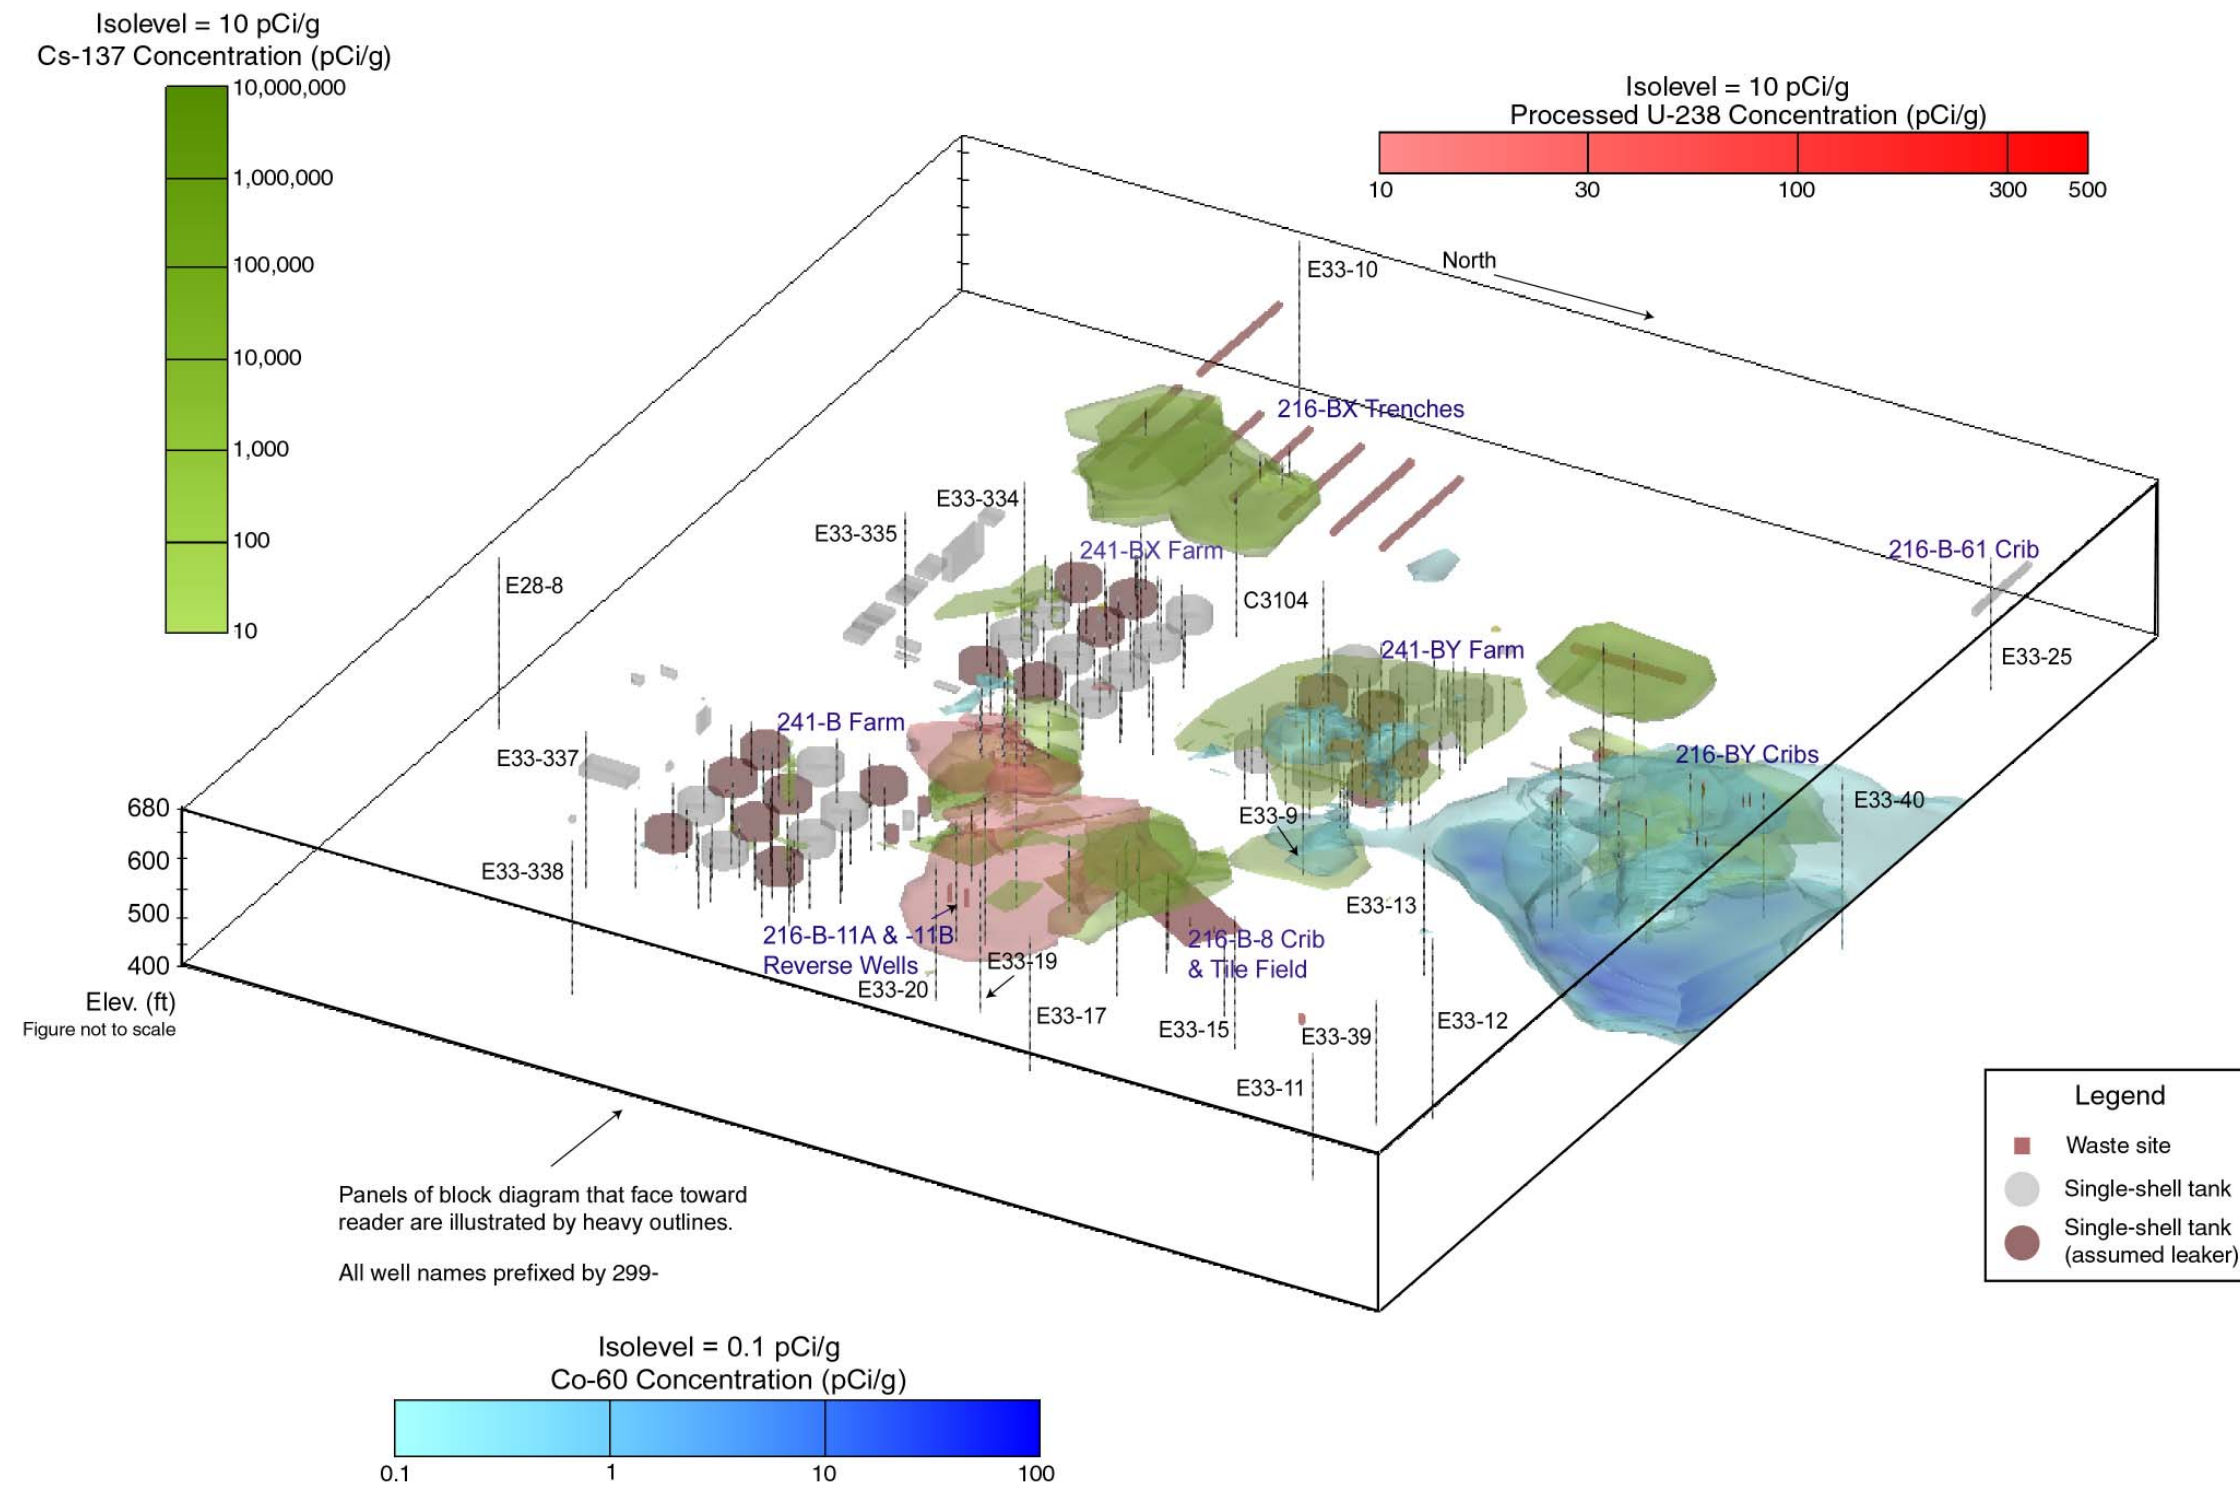 Isolevel = 10 pCi/g
Cs-137 Concentration (pCi/g)
10,000,000
1,000,000
100,000
10,000
1,000
100
10
Isolevel = 10 pCi/g
Processed U-238 Concentration (pCi/g)
10 30 100 300 500
North
E33-10
216-BX Trenches
E33-334
E33-335
241-BX Farm
216-B-61 Crib
E28-8
C3104
241-BY Farm
E33-25
241-B Farm
E33-337
216-BY Cribs
E33-40
E33-9
680
600
500
400
Elev. (ft)
Figure not to scale
E33-338
E33-13
216-B-11A & -11B
Reverse Wells
216-B-8 Crib
& Tile Field
E33-19
E33-20
E33-17
E33-15
E33-39
E33-12
E33-11
Panels of block diagram that face toward
reader are illustrated by heavy outlines.
All well names prefixed by 299-
Legend
Waste site
Single-shell tank
Single-shell tank
(assumed leaker)
Isolevel = 0.1 pCi/g
Co-60 Concentration (pCi/g)
0.1 1 10 100